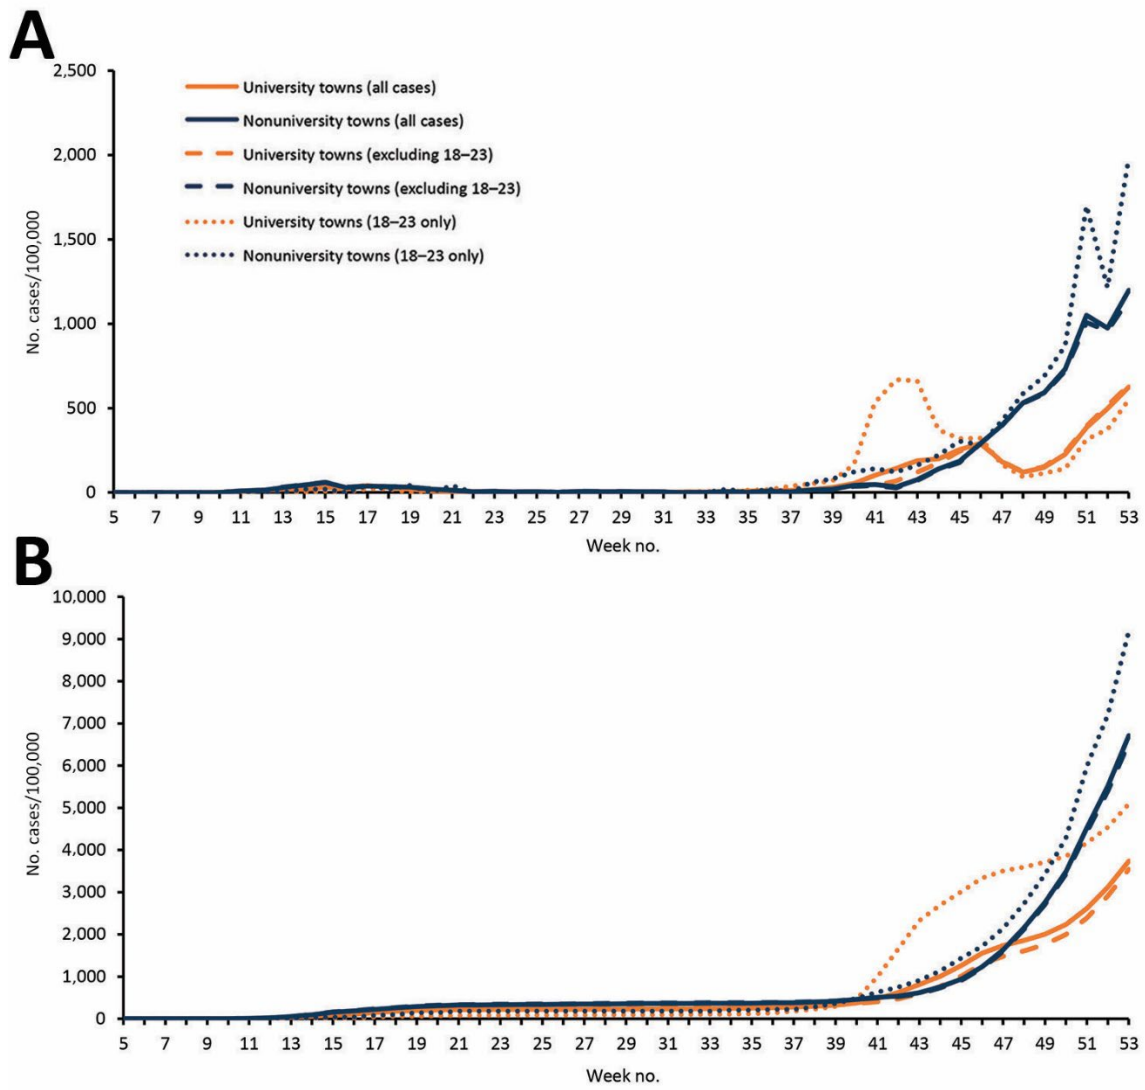 A
2,500
2,000
1,500
1,000
500
0
No. cases/100,000
University towns (all cases)
Nonuniversity towns (all cases)
University towns (excluding 18–23)
Nonuniversity towns (excluding 18–23)
University towns (18–23 only)
Nonuniversity towns (18–23 only)
5 7 9 11 13 15 17 19 21 23 25 27 29 31 33 35 37 39 41 43 45 47 49 51 53
Week no.
B
10,000
9,000
8,000
7,000
6,000
5,000
4,000
3,000
2,000
1,000
0
No. cases/100,000
5 7 9 11 13 15 17 19 21 23 25 27 29 31 33 35 37 39 41 43 45 47 49 51 53
Week no.